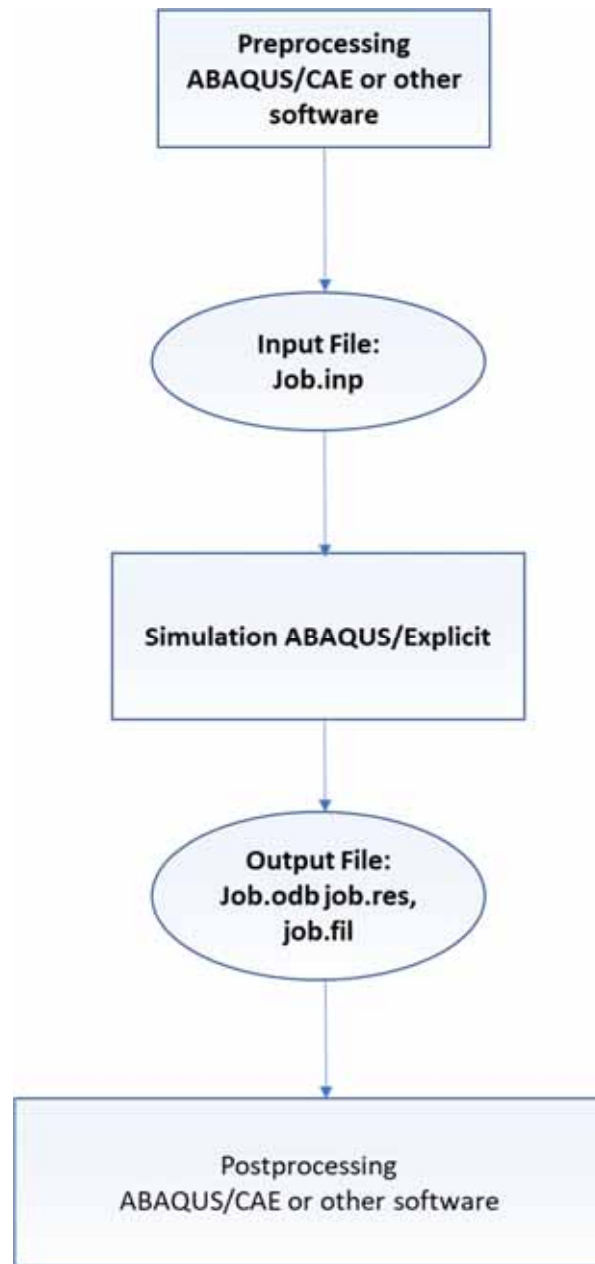 Preprocessing
ABAQUS/CAE or other
software
Input File:
Job.inp
Simulation ABAQUS/Explicit
Output File:
Job.odb job.res,
job.fil
Postprocessing
ABAQUS/CAE or other software